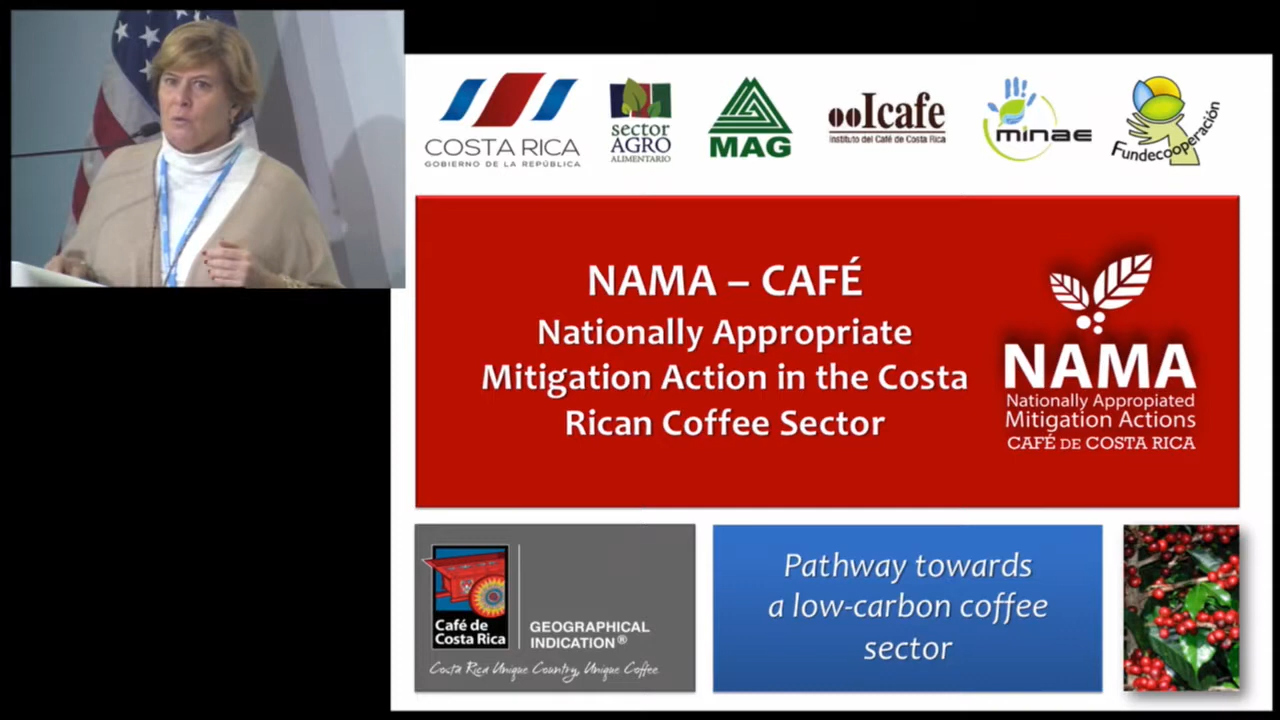 COSTA RICA
GOBIERNO DE LA REPÚBLICA
sector
AGRO
ALIMENTARIO
MAG
Icafe
Instituto del Café de Costa Rica
minae
Fundecooperación
NAMA – CAFÉ
Nationally Appropriate
Mitigation Action in the Costa
Rican Coffee Sector
NAMA
Nationally Appropiated
Mitigation Actions
CAFÉ DE COSTA RICA
Café de
Costa Rica
GEOGRAPHICAL
INDICATION®
Costa Rica Unique Country, Unique Coffee
Pathway towards
a low-carbon coffee
sector